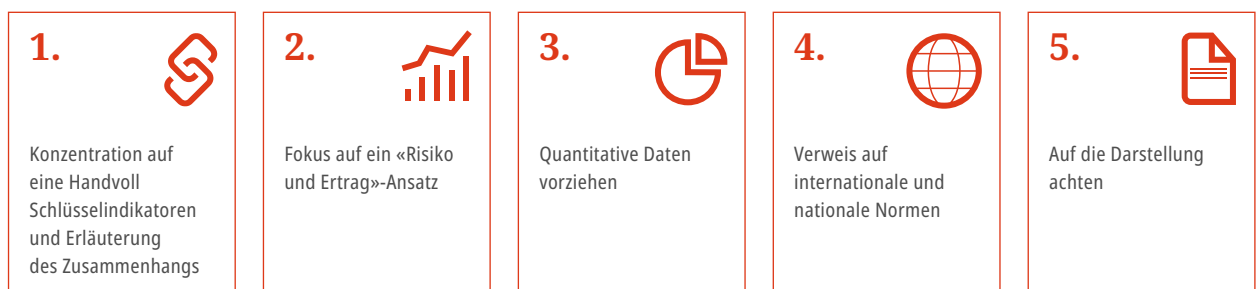 1.
Konzentration auf
eine Handvoll
Schlüsselindikatoren
und Erläuterung
des Zusammenhangs
2.
Fokus auf ein «Risiko
und Ertrag»-Ansatz
3.
Quantitative Daten
vorziehen
4.
Verweis auf
internationale und
nationale Normen
5.
Auf die Darstellung
achten